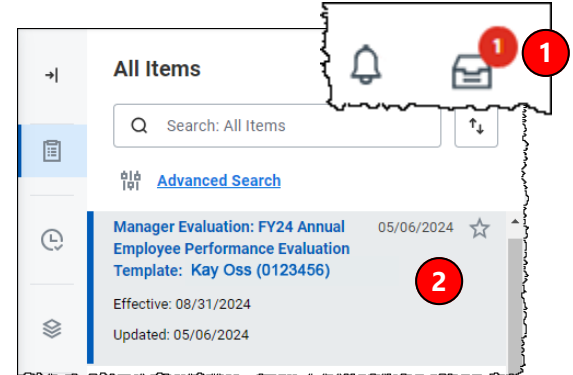 1
1
All Items
Search: All Items
Advanced Search
Manager Evaluation: FY24 Annual 05/06/2024
Employee Performance Evaluation
Template: Kay Oss (0123456)
2
Effective: 08/31/2024
Updated: 05/06/2024